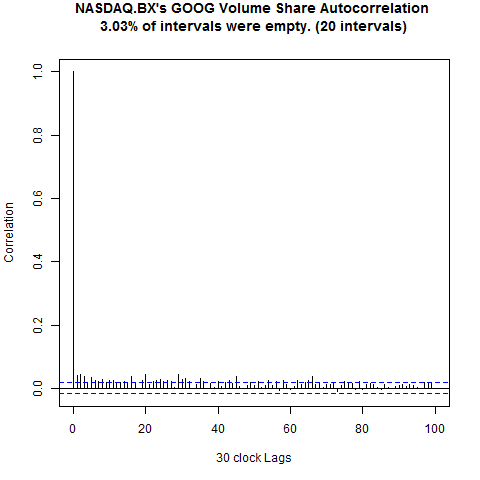 NASDAQ.BX's GOOG Volume Share Autocorrelation
3.03% of intervals were empty. (20 intervals)
1.0
0.8
0.6
0.4
0.2
0.0
Correlation
0 20 40 60 80 100
30 clock Lags